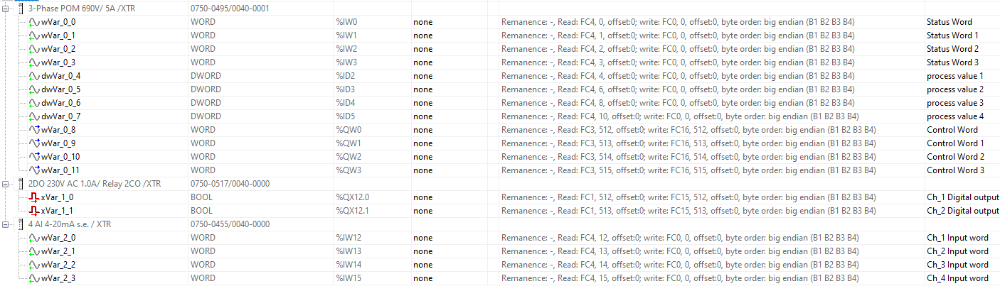 3-Phase POM 690V/ 5A /XTR 0750-0495/0040-0001
wVar_0_0 WORD %IW0 none Remanence: -, Read: FC4, 0, offset:0; write: FC0, 0, offset:0, byte order: big endian (B1 B2 B3 B4) Status Word
wVar_0_1 WORD %IW1 none Remanence: -, Read: FC4, 1, offset:0; write: FC0, 0, offset:0, byte order: big endian (B1 B2 B3 B4) Status Word 1
wVar_0_2 WORD %IW2 none Remanence: -, Read: FC4, 2, offset:0; write: FC0, 0, offset:0, byte order: big endian (B1 B2 B3 B4) Status Word 2
wVar_0_3 WORD %IW3 none Remanence: -, Read: FC4, 3, offset:0; write: FC0, 0, offset:0, byte order: big endian (B1 B2 B3 B4) Status Word 3
dwVar_0_4 DWORD %ID2 none Remanence: -, Read: FC4, 4, offset:0; write: FC0, 0, offset:0, byte order: big endian (B1 B2 B3 B4) process value 1
dwVar_0_5 DWORD %ID3 none Remanence: -, Read: FC4, 6, offset:0; write: FC0, 0, offset:0, byte order: big endian (B1 B2 B3 B4) process value 2
dwVar_0_6 DWORD %ID4 none Remanence: -, Read: FC4, 8, offset:0; write: FC0, 0, offset:0, byte order: big endian (B1 B2 B3 B4) process value 3
dwVar_0_7 DWORD %ID5 none Remanence: -, Read: FC4, 10, offset:0; write: FC0, 0, offset:0, byte order: big endian (B1 B2 B3 B4) process value 4
wVar_0_8 WORD %QW0 none Remanence: -, Read: FC3, 512, offset:0; write: FC16, 512, offset:0, byte order: big endian (B1 B2 B3 B4) Control Word
wVar_0_9 WORD %QW1 none Remanence: -, Read: FC3, 513, offset:0; write: FC16, 513, offset:0, byte order: big endian (B1 B2 B3 B4) Control Word 1
wVar_0_10 WORD %QW2 none Remanence: -, Read: FC3, 514, offset:0; write: FC16, 514, offset:0, byte order: big endian (B1 B2 B3 B4) Control Word 2
wVar_0_11 WORD %QW3 none Remanence: -, Read: FC3, 515, offset:0; write: FC16, 515, offset:0, byte order: big endian (B1 B2 B3 B4) Control Word 3
2DO 230V AC 1.0A/ Relay 2CO /XTR 0750-0517/0040-0000
xVar_1_0 BOOL %QX12.0 none Remanence: -, Read: FC1, 512, offset:0; write: FC15, 512, offset:0, byte order: big endian (B1 B2 B3 B4) Ch_1 Digital output
xVar_1_1 BOOL %QX12.1 none Remanence: -, Read: FC1, 513, offset:0; write: FC15, 513, offset:0, byte order: big endian (B1 B2 B3 B4) Ch_2 Digital output
4 AI 4-20mA s.e. / XTR 0750-0455/0040-0000
wVar_2_0 WORD %IW12 none Remanence: -, Read: FC4, 12, offset:0; write: FC0, 0, offset:0, byte order: big endian (B1 B2 B3 B4) Ch_1 Input word
wVar_2_1 WORD %IW13 none Remanence: -, Read: FC4, 13, offset:0; write: FC0, 0, offset:0, byte order: big endian (B1 B2 B3 B4) Ch_2 Input word
wVar_2_2 WORD %IW14 none Remanence: -, Read: FC4, 14, offset:0; write: FC0, 0, offset:0, byte order: big endian (B1 B2 B3 B4) Ch_3 Input word
wVar_2_3 WORD %IW15 none Remanence: -, Read: FC4, 15, offset:0; write: FC0, 0, offset:0, byte order: big endian (B1 B2 B3 B4) Ch_4 Input word